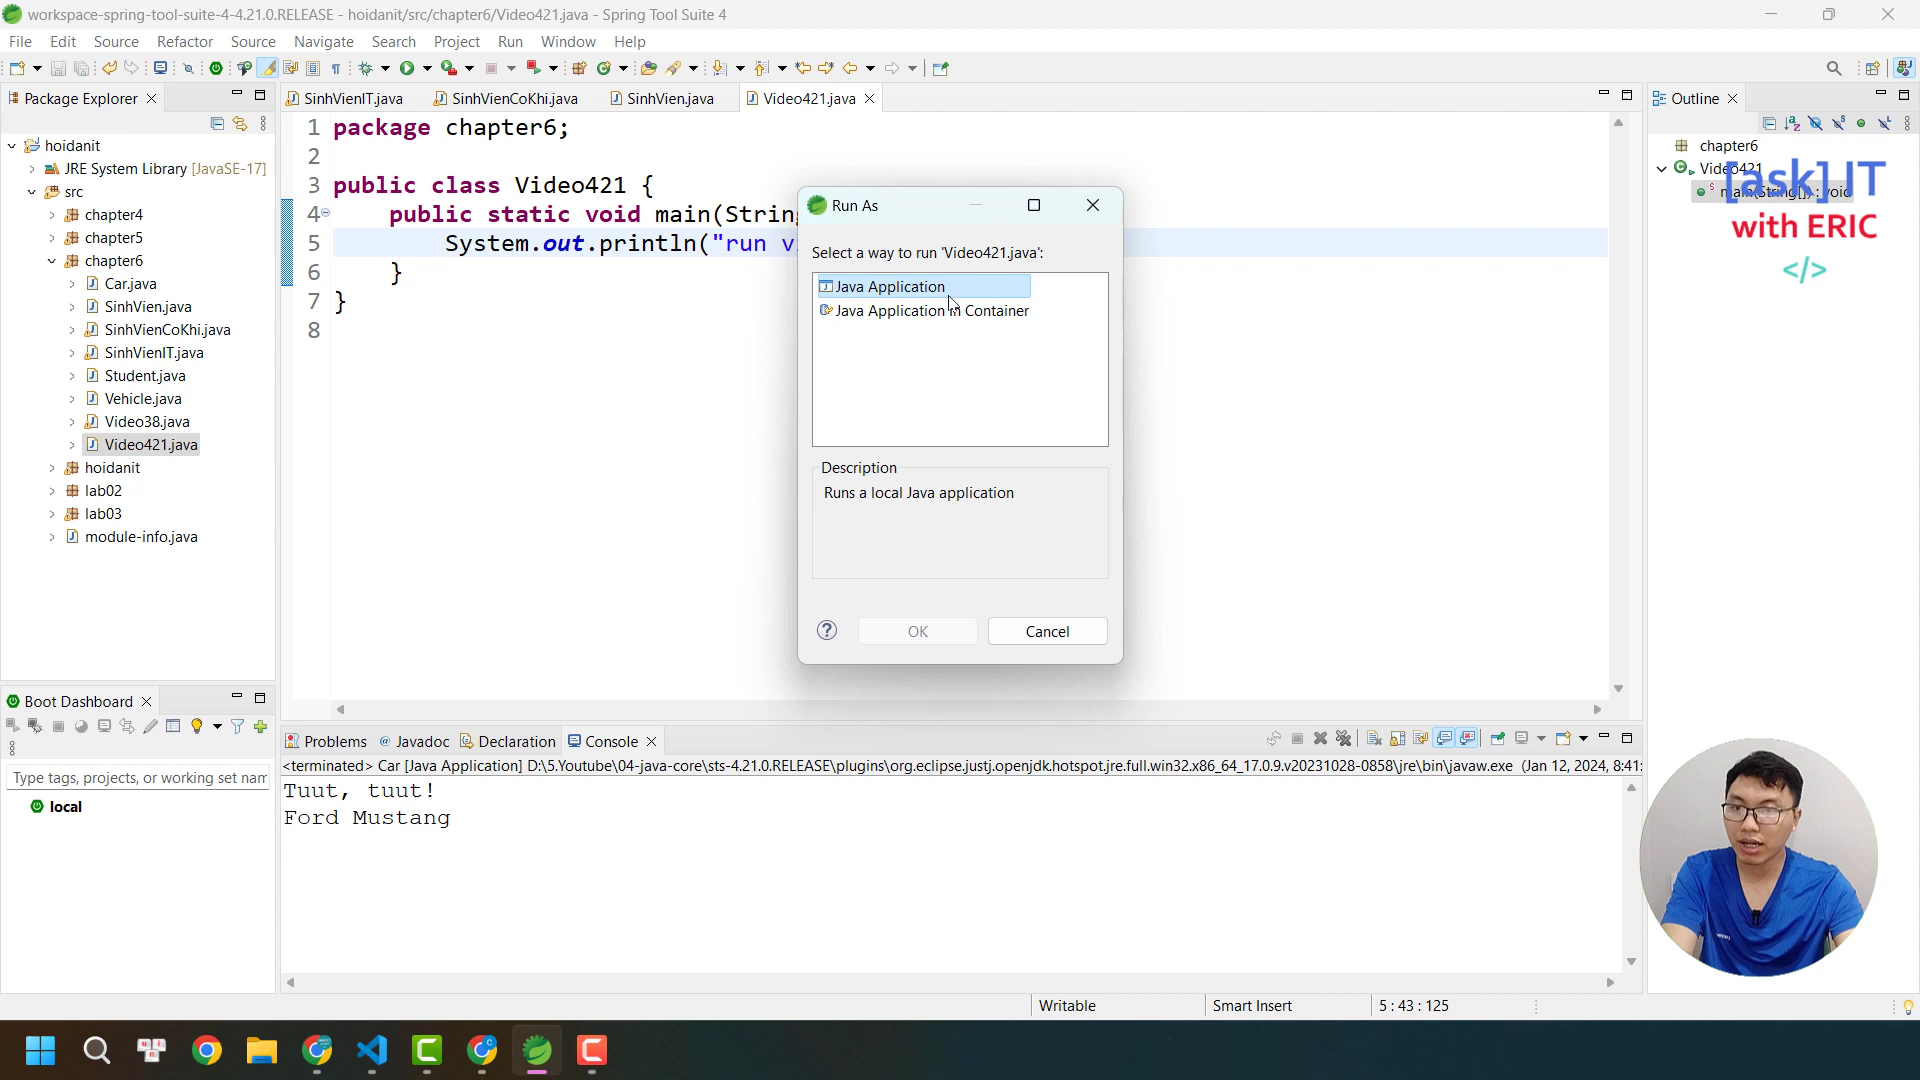 workspace-spring-tool-suite-4-4.21.0.RELEASE - hoidanit/src/chapter6/Video421.java - Spring Tool Suite 4
File Edit Source Refactor Source Navigate Search Project Run Window Help
Package Explorer
SinhVienIT.java SinhVienCoKhi.java SinhVien.java Video421.java
Outline
hoidanit
JRE System Library [JavaSE-17]
src
chapter4
chapter5
chapter6
Car.java
SinhVien.java
SinhVienCoKhi.java
SinhVienIT.java
Student.java
Vehicle.java
Video38.java
Video421.java
hoidanit
lab02
lab03
module-info.java
1 package chapter6;
2
3 public class Video421 {
4 public static void main(String
5 System.out.println("run v
6 }
7 }
8
Run As
Select a way to run 'Video421.java':
Java Application
Java Application in Container
Description
Runs a local Java application
OK Cancel
chapter6
Video421
main(String[]) : void
[ask] IT
with ERIC
</>
Boot Dashboard
Type tags, projects, or working set nam
local
Problems Javadoc Declaration Console
<terminated> Car [Java Application] D:\5.Youtube\04-java-core\sts-4.21.0.RELEASE\plugins\org.eclipse.justj.openjdk.hotspot.jre.full.win32.x86_64_17.0.9.v20231028-0858\jre\bin\javaw.exe (Jan 12, 2024, 8:41:
Tuut, tuut!
Ford Mustang
Writable Smart Insert 5 : 43 : 125